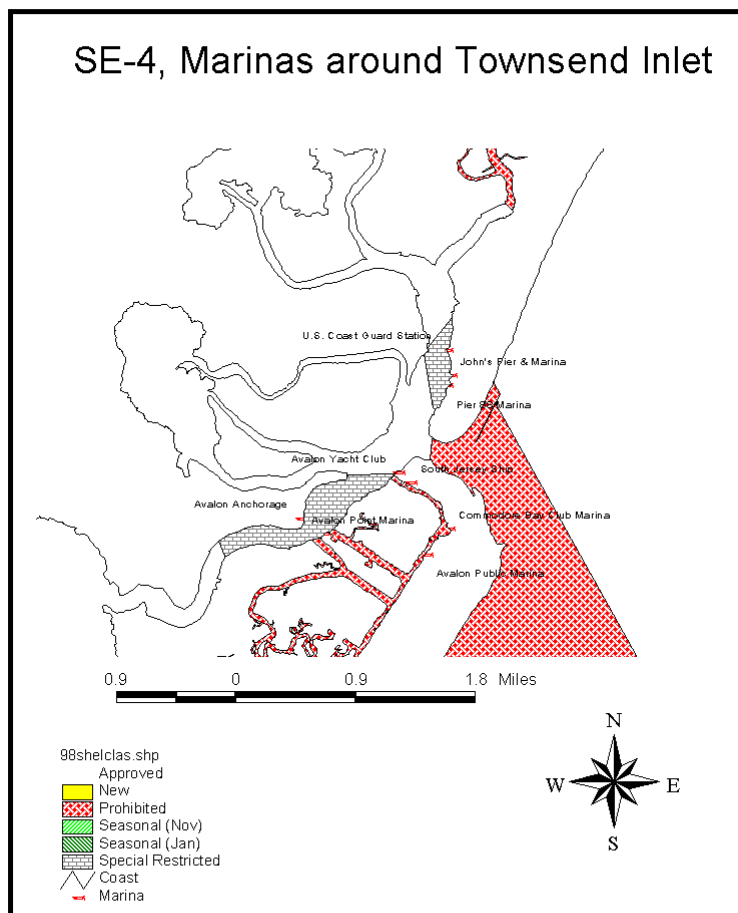 SE-4, Marinas around Townsend Inlet
U.S. Coast Guard Station
John's Pier & Marina
Pier 88 Marina
Avalon Yacht Club
South Jersey Ship
Avalon Anchorage
Avalon Point Marina
Commodore Bay Club Marina
Avalon Public Marina
0.9 0 0.9 1.8 Miles
98shelclas.shp
Approved
New
Prohibited
Seasonal (Nov)
Seasonal (Jan)
Special Restricted
Coast
Marina
N
W E
S